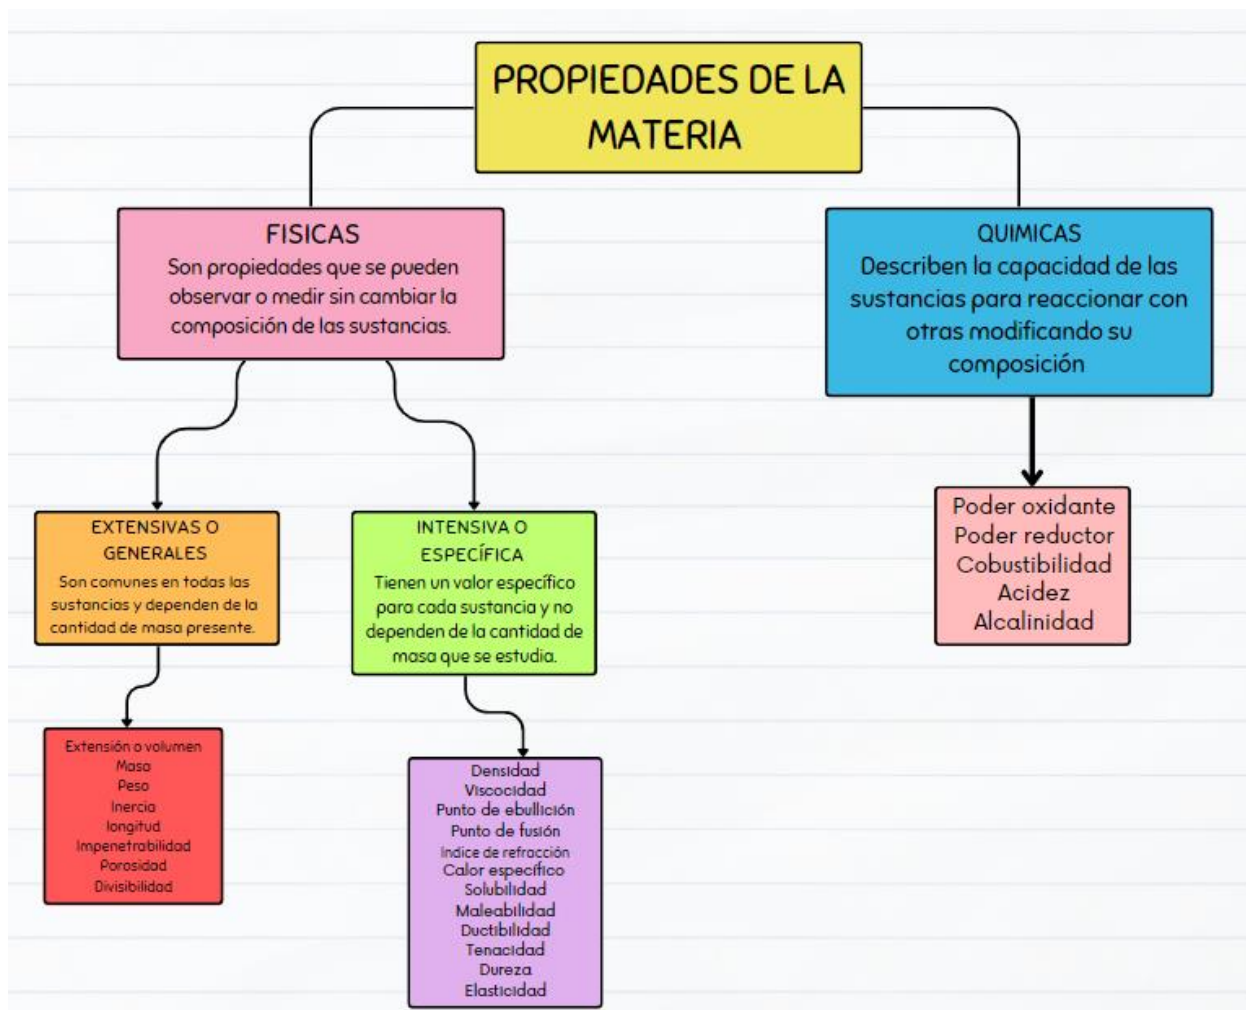 PROPIEDADES DE LA
MATERIA
FISICAS
Son propiedades que se pueden
observar o medir sin cambiar la
composición de las sustancias.
QUIMICAS
Describen la capacidad de las
sustancias para reaccionar con
otras modificando su
composición
EXTENSIVAS O
GENERALES
Son comunes en todas las
sustancias y dependen de la
cantidad de masa presente.
INTENSIVA O
ESPECÍFICA
Tienen un valor específico
para cada sustancia y no
dependen de la cantidad de
masa que se estudia.
Poder oxidante
Poder reductor
Cobustibilidad
Acidez
Alcalinidad
Extensión o volumen
Masa
Peso
Inercia
longitud
Impenetrabilidad
Porosidad
Divisibilidad
Densidad
Viscocidad
Punto de ebullición
Punto de fusión
Indice de refracción
Calor específico
Solubilidad
Maleabilidad
Ductibilidad
Tenacidad
Dureza
Elasticidad